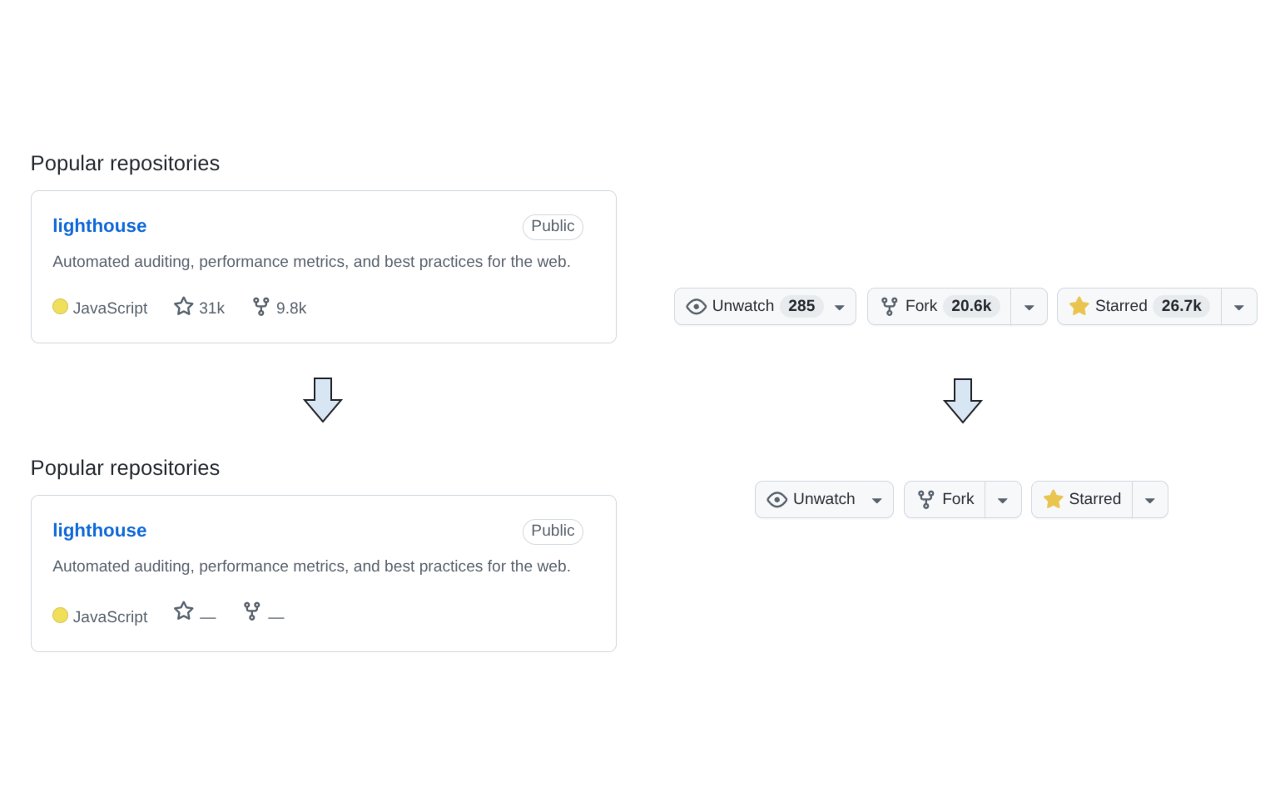 Popular repositories
lighthouse Public
Automated auditing, performance metrics, and best practices for the web.
JavaScript 31k 9.8k
Unwatch 285 Fork 20.6k Starred 26.7k
Popular repositories
lighthouse Public
Automated auditing, performance metrics, and best practices for the web.
JavaScript — —
Unwatch Fork Starred